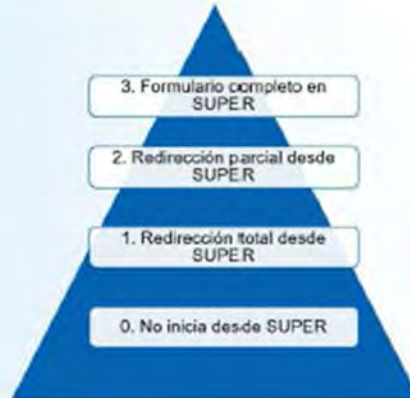 3. Formulario completo en
SUPER
2. Redirección parcial desde
SUPER
1. Redirección total desde
SUPER
0. No inicia desde SUPER